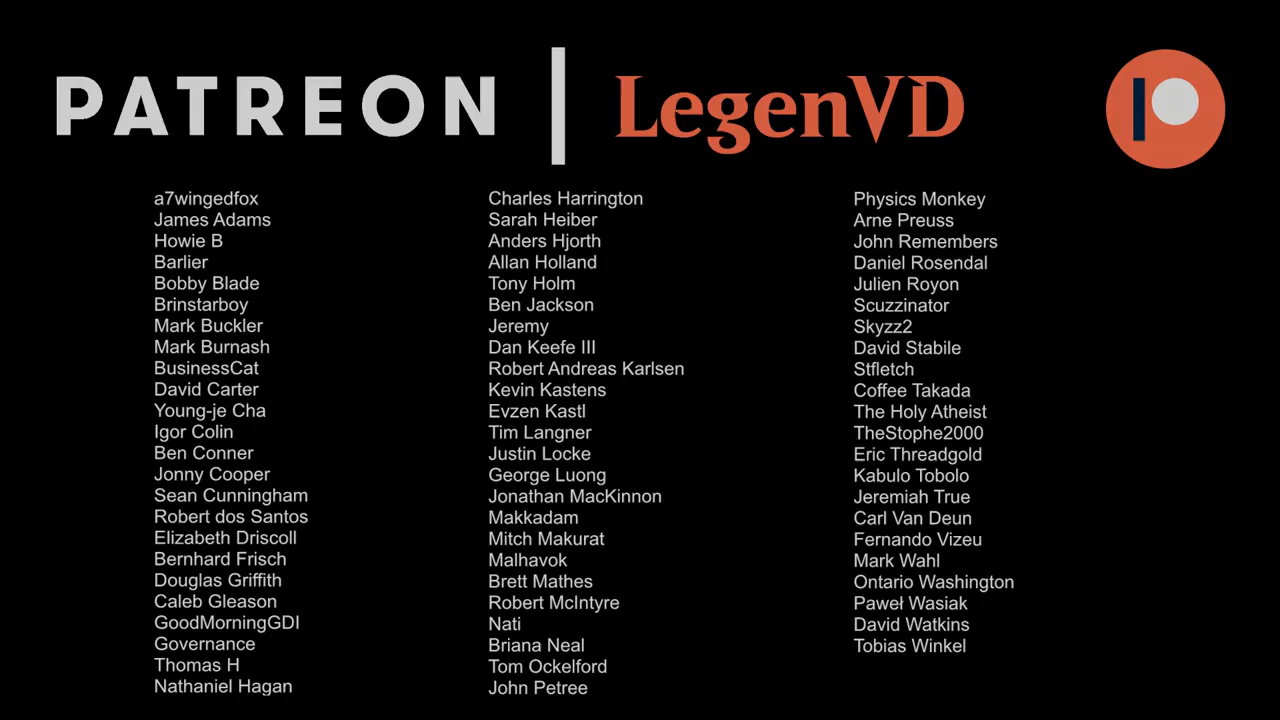 PATREON | LegenVD
a7wingedfox
James Adams
Howie B
Barlier
Bobby Blade
Brinstarboy
Mark Buckler
Mark Burnash
BusinessCat
David Carter
Young-je Cha
Igor Colin
Ben Conner
Jonny Cooper
Sean Cunningham
Robert dos Santos
Elizabeth Driscoll
Bernhard Frisch
Douglas Griffith
Caleb Gleason
GoodMorningGDI
Governance
Thomas H
Nathaniel Hagan
Charles Harrington
Sarah Heiber
Anders Hjorth
Allan Holland
Tony Holm
Ben Jackson
Jeremy
Dan Keefe III
Robert Andreas Karlsen
Kevin Kastens
Evzen Kastl
Tim Langner
Justin Locke
George Luong
Jonathan MacKinnon
Makkadam
Mitch Makurat
Malhavok
Brett Mathes
Robert McIntyre
Nati
Briana Neal
Tom Ockelford
John Petree
Physics Monkey
Arne Preuss
John Remembers
Daniel Rosendal
Julien Royon
Scuzzinator
Skyzz2
David Stabile
Stfletch
Coffee Takada
The Holy Atheist
TheStophe2000
Eric Threadgold
Kabulo Tobolo
Jeremiah True
Carl Van Deun
Fernando Vizeu
Mark Wahl
Ontario Washington
Paweł Wasiak
David Watkins
Tobias Winkel